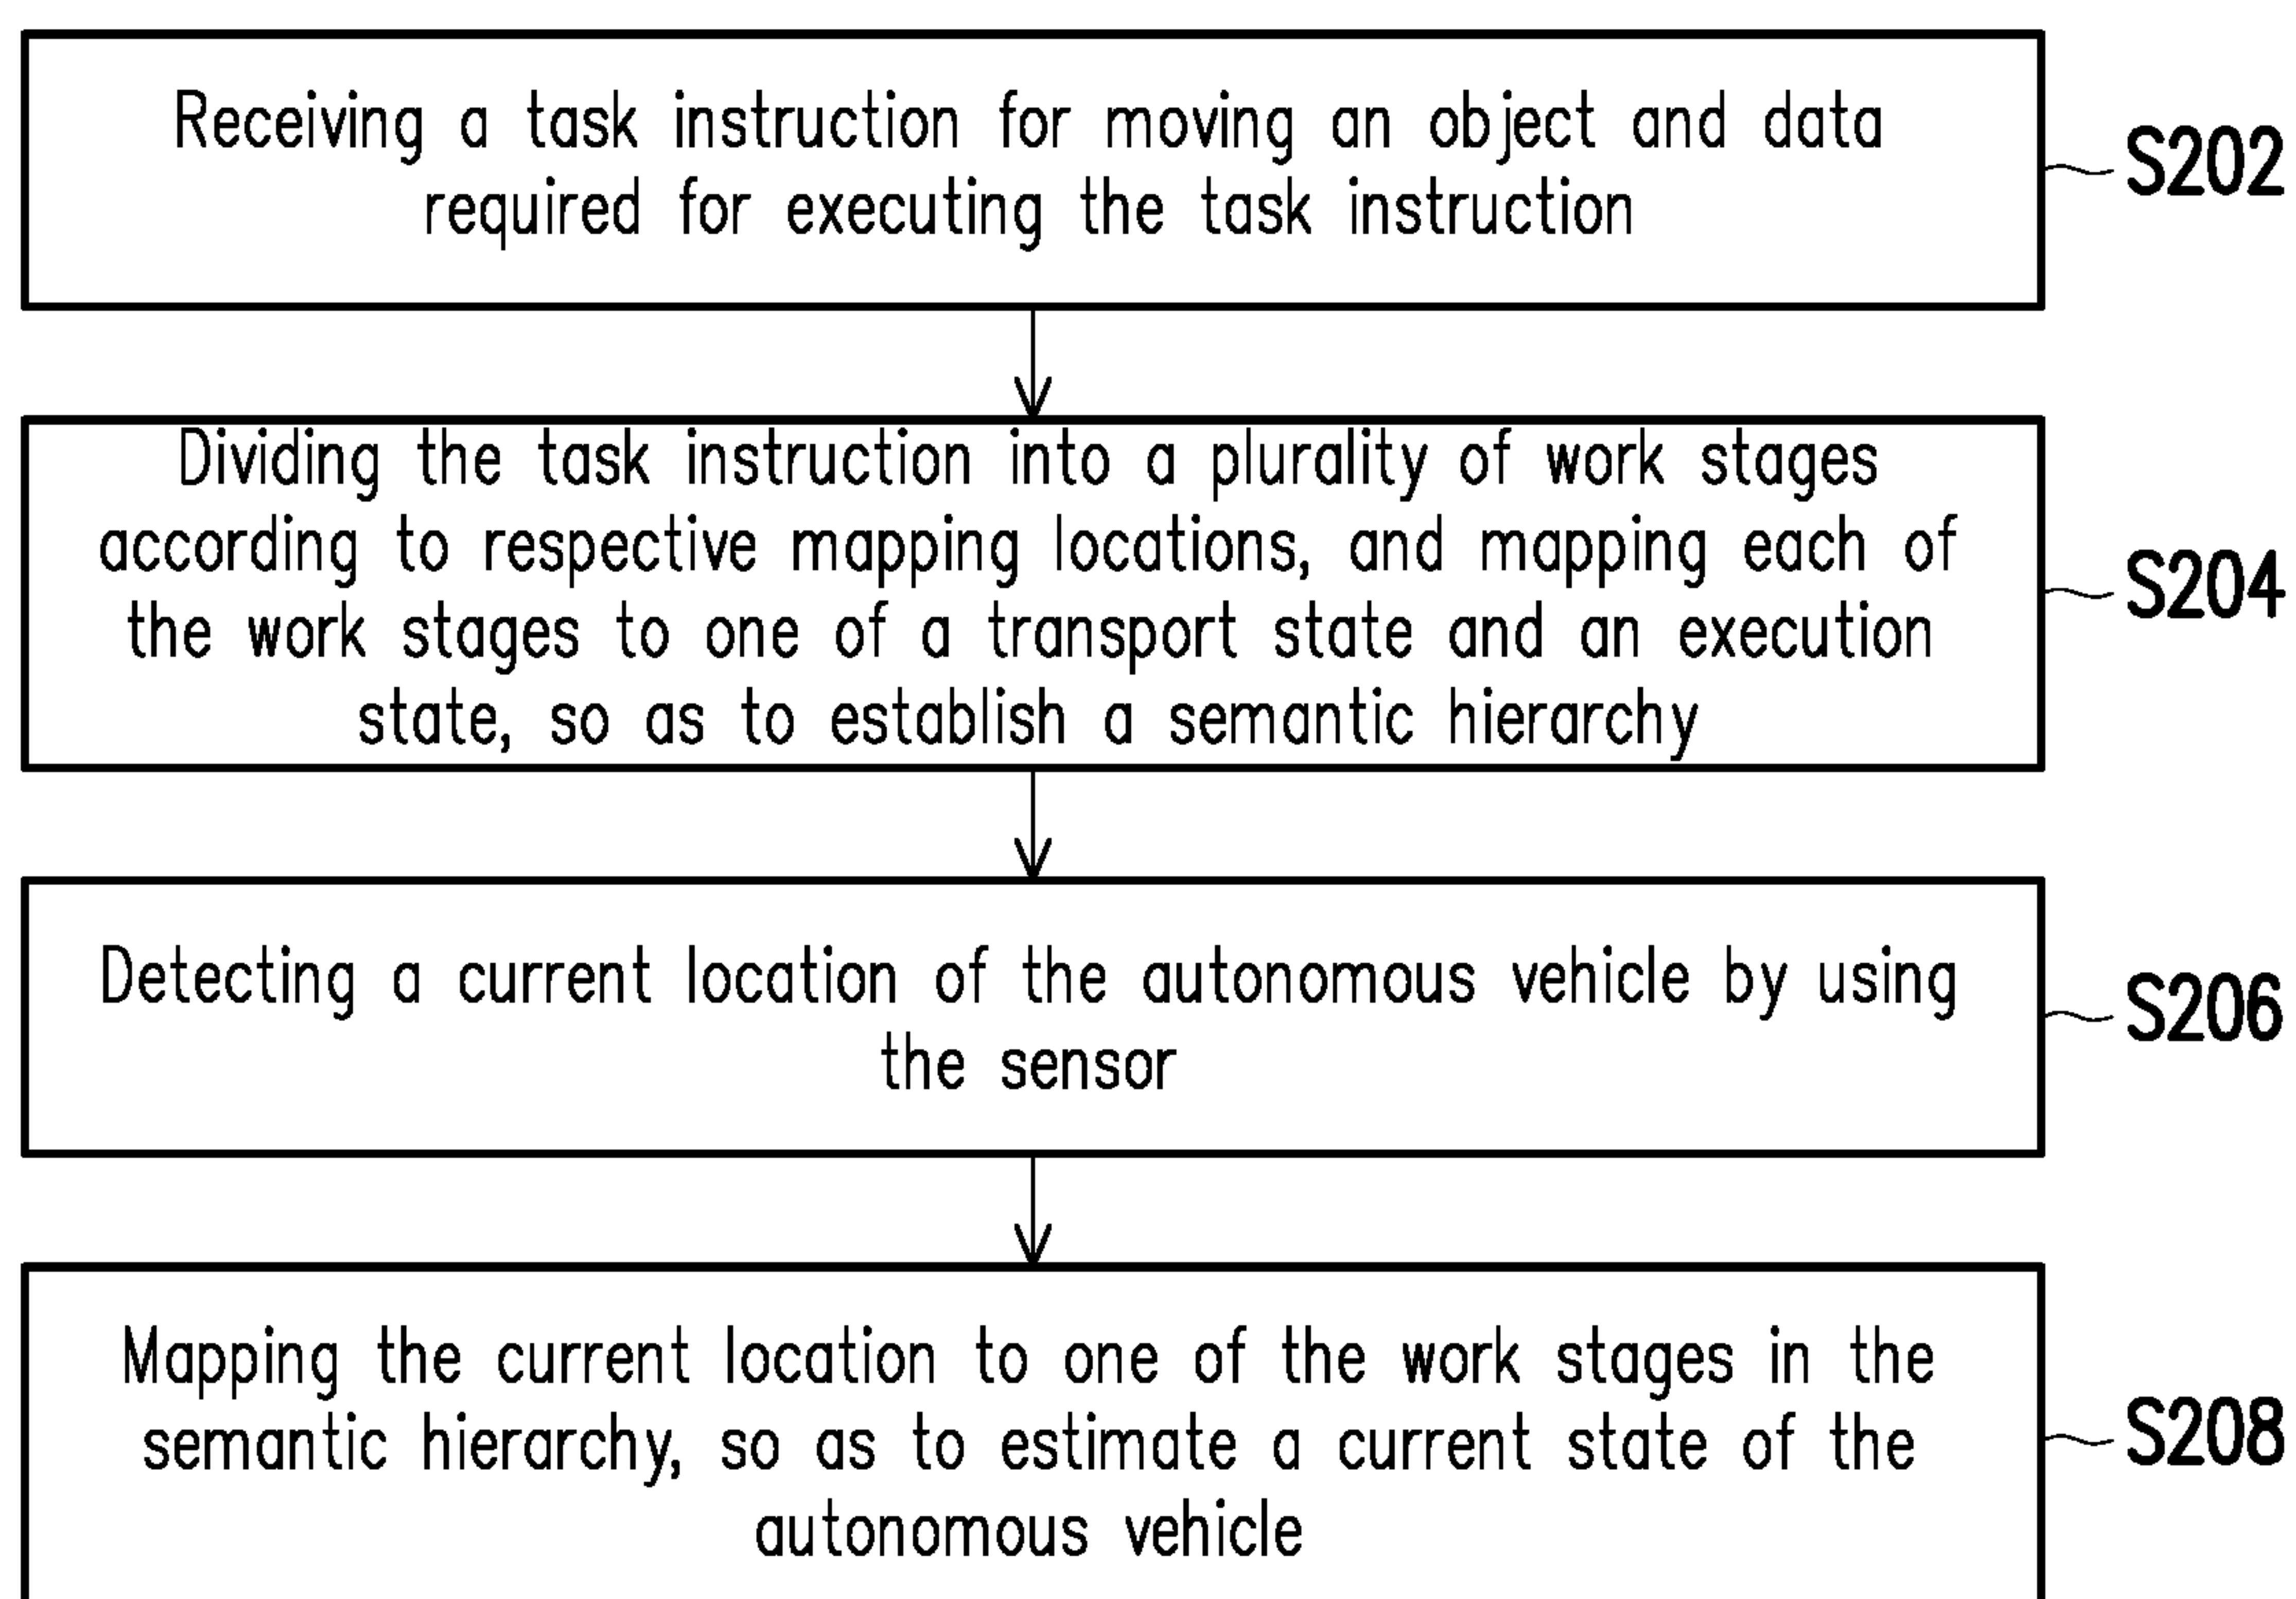 Receiving a task instruction for moving an object and data
required for executing the task instruction
S202
Dividing the task instruction into a plurality of work stages
according to respective mapping locations, and mapping each of
the work stages to one of a transport state and an execution
state, so as to establish a semantic hierarchy
S204
Detecting a current location of the autonomous vehicle by using
the sensor
S206
Mapping the current location to one of the work stages in the
semantic hierarchy, so as to estimate a current state of the
autonomous vehicle
S208